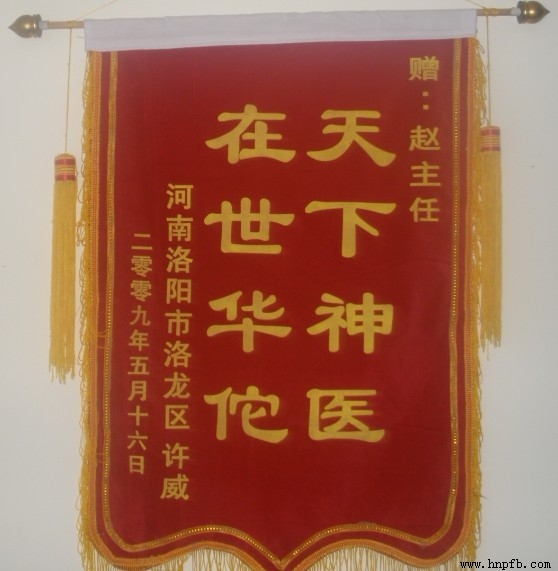 赠：赵主任
天下神医
在世华佗
河南洛阳市洛龙区 许威
二零零九年五月十六日
www.hnpfb.com